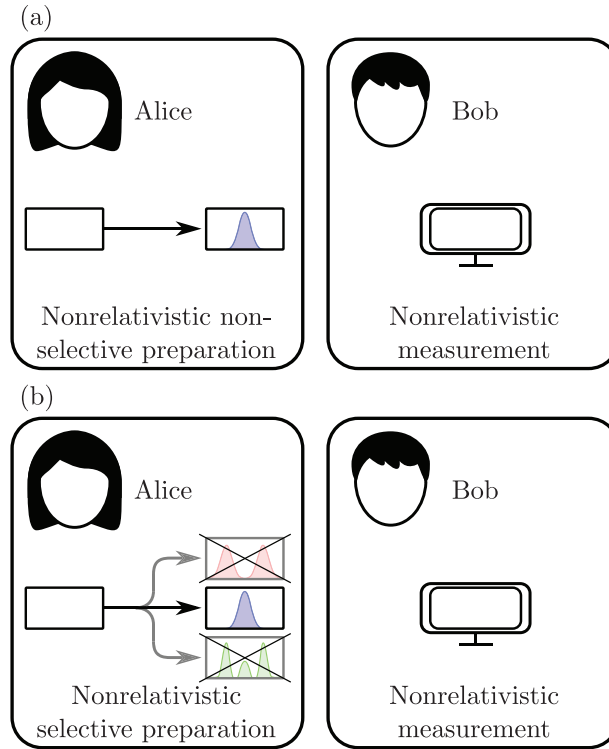 (a)
Alice
Bob
Nonrelativistic non-
selective preparation
Nonrelativistic
measurement
(b)
Alice
Bob
Nonrelativistic
selective preparation
Nonrelativistic
measurement